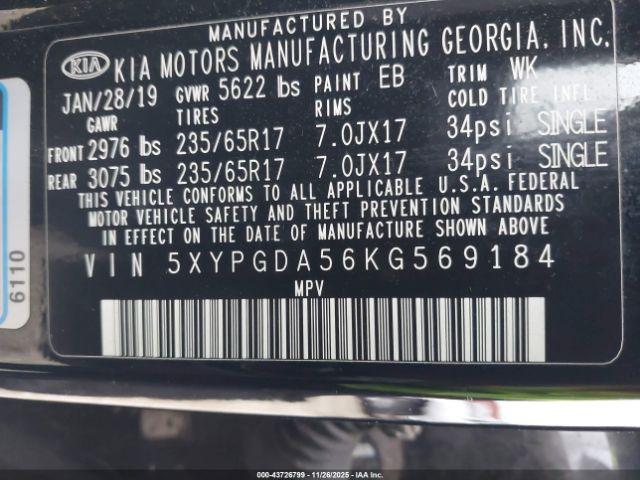 MANUFACTURED BY
KIA KIA MOTORS MANUFACTURING GEORGIA, INC.
JAN/28/19 GVWR 5622 lbs PAINT EB TRIM WK
GAWR TIRES RIMS COLD TIRE INFL
FRONT 2976 lbs 235/65R17 7.0JX17 34psi SINGLE
REAR 3075 lbs 235/65R17 7.0JX17 34psi SINGLE
THIS VEHICLE CONFORMS TO ALL APPLICABLE U.S.A. FEDERAL
MOTOR VEHICLE SAFETY AND THEFT PREVENTION STANDARDS
IN EFFECT ON THE DATE OF MANUFACTURE SHOWN ABOVE
VIN 5XYPGDA56KG569184
MPV
6110
000-43726799 - 11/26/2025 - IAA Inc.